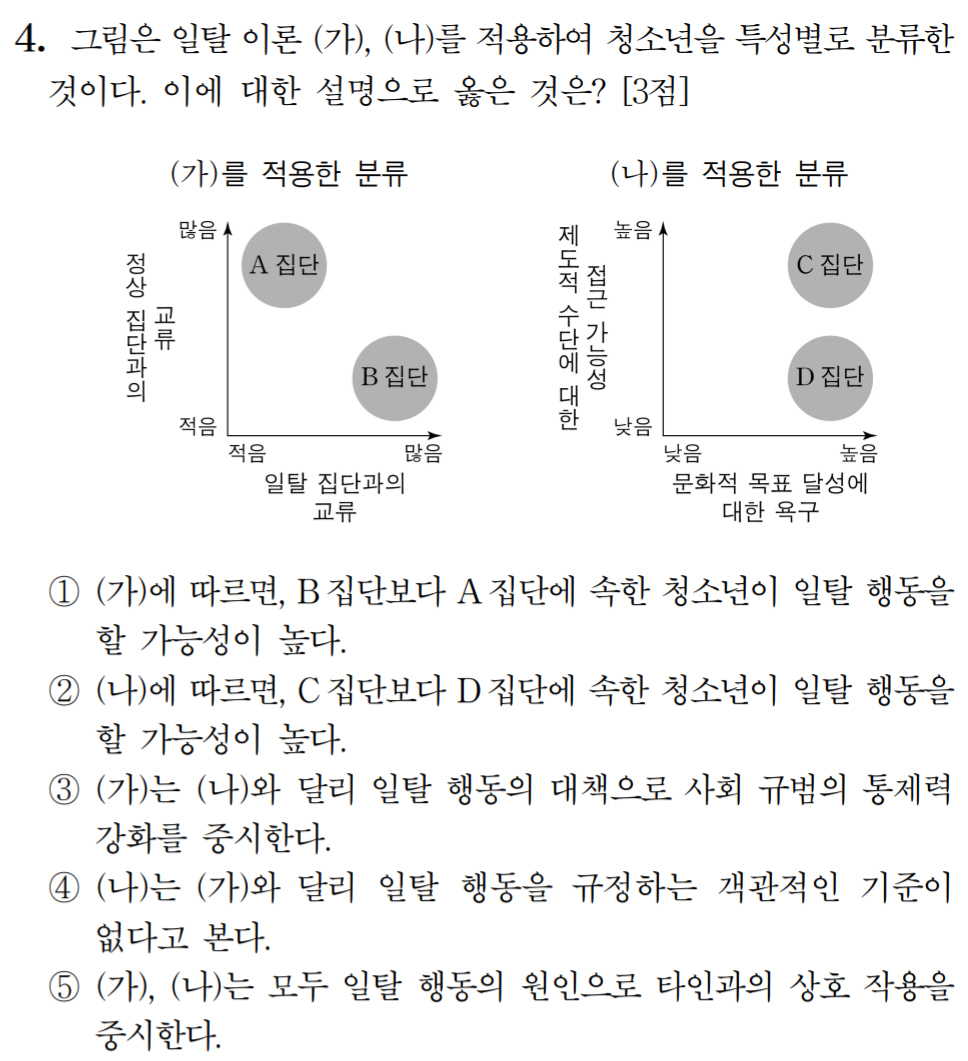 4. 그림은 일탈 이론 (가), (나)를 적용하여 청소년을 특성별로 분류한
것이다. 이에 대한 설명으로 옳은 것은? [3점]
(가)를 적용한 분류
많음
정상 집단과의
교류
A 집단
B 집단
적음
적음
많음
일탈 집단과의
교류
(나)를 적용한 분류
높음
제도적 수단에 대한
접근 가능성
C 집단
D 집단
낮음
낮음
높음
문화적 목표 달성에
대한 욕구
① (가)에 따르면, B 집단보다 A 집단에 속한 청소년이 일탈 행동을
할 가능성이 높다.
② (나)에 따르면, C 집단보다 D 집단에 속한 청소년이 일탈 행동을
할 가능성이 높다.
③ (가)는 (나)와 달리 일탈 행동의 대책으로 사회 규범의 통제력
강화를 중시한다.
④ (나)는 (가)와 달리 일탈 행동을 규정하는 객관적인 기준이
없다고 본다.
⑤ (가), (나)는 모두 일탈 행동의 원인으로 타인과의 상호 작용을
중시한다.